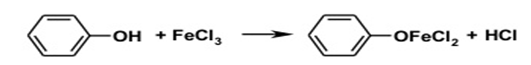 OH + FeCl₃ OFeCl₂ + HCl